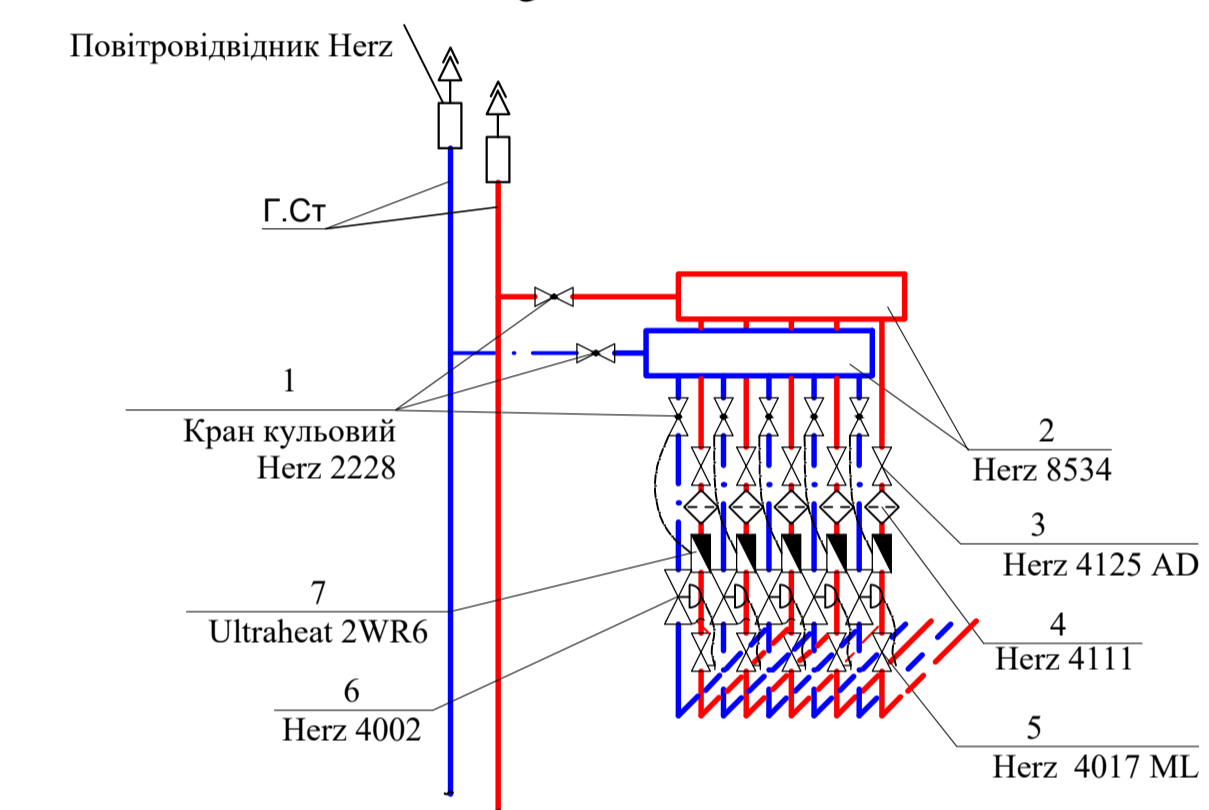 Повітровідвідник Herz
Г.Ст
1
Кран кульовий
Herz 2228
2
Herz 8534
3
Herz 4125 AD
7
Ultraheat 2WR6
4
Herz 4111
6
Herz 4002
5
Herz 4017 ML